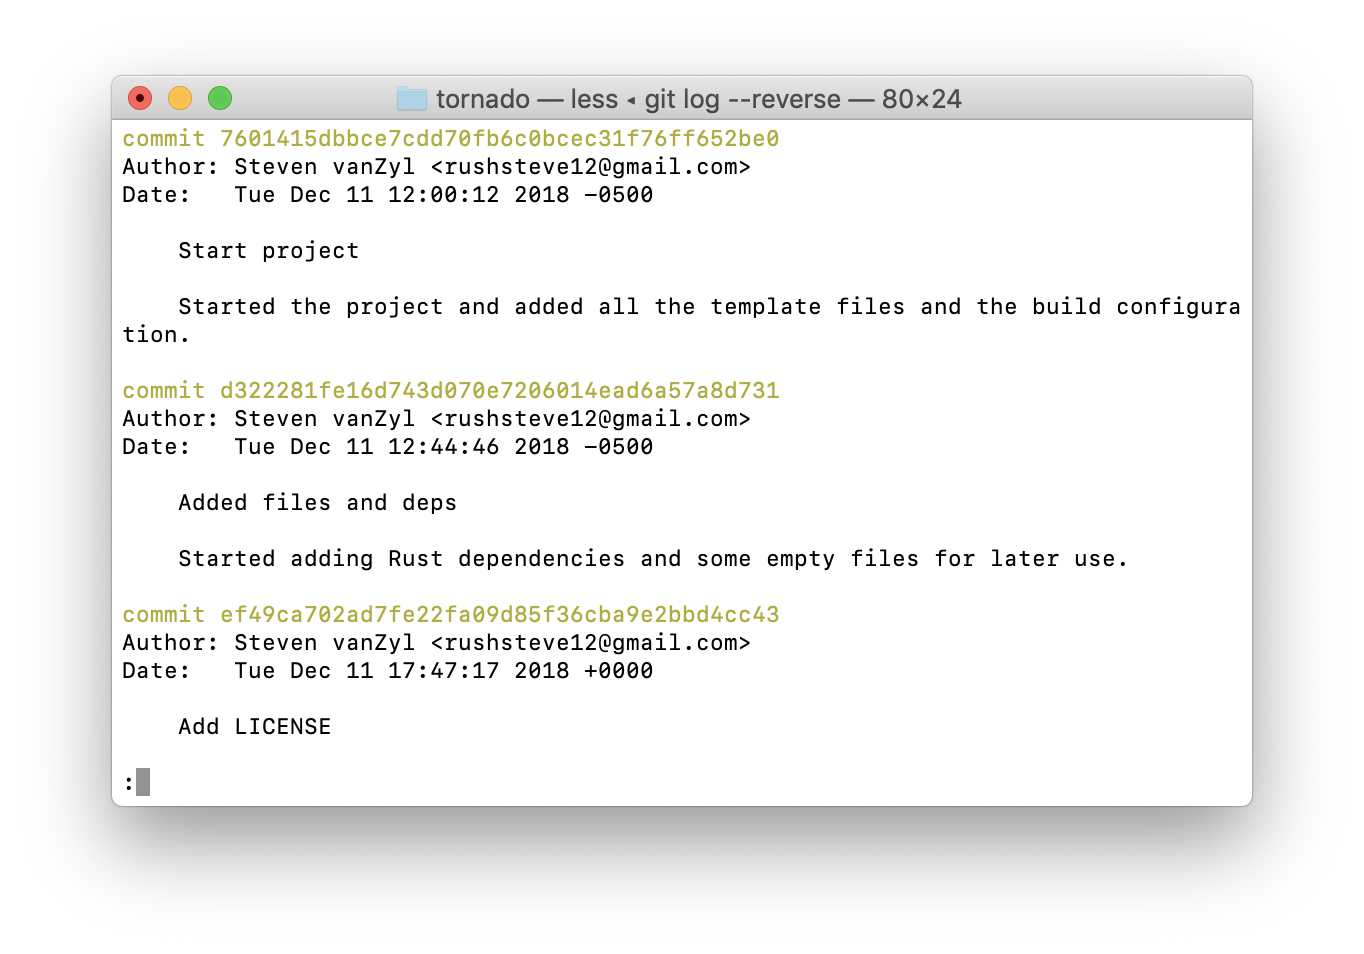 tornado — less ◂ git log --reverse — 80×24
commit 7601415dbbce7cdd70fb6c0bcec31f76ff652be0
Author: Steven vanZyl <rushsteve12@gmail.com>
Date:   Tue Dec 11 12:00:12 2018 -0500
    Start project
    Started the project and added all the template files and the build configura
tion.
commit d322281fe16d743d070e7206014ead6a57a8d731
Author: Steven vanZyl <rushsteve12@gmail.com>
Date:   Tue Dec 11 12:44:46 2018 -0500
    Added files and deps
    Started adding Rust dependencies and some empty files for later use.
commit ef49ca702ad7fe22fa09d85f36cba9e2bbd4cc43
Author: Steven vanZyl <rushsteve12@gmail.com>
Date:   Tue Dec 11 17:47:17 2018 +0000
    Add LICENSE
: